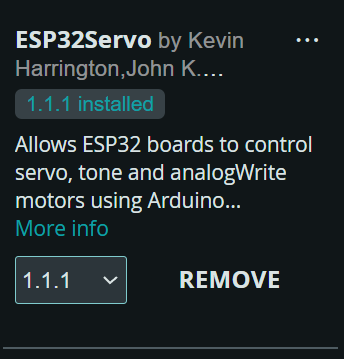 ESP32Servo by Kevin
Harrington,John K....
1.1.1 installed
Allows ESP32 boards to control
servo, tone and analogWrite
motors using Arduino...
More info
1.1.1
REMOVE